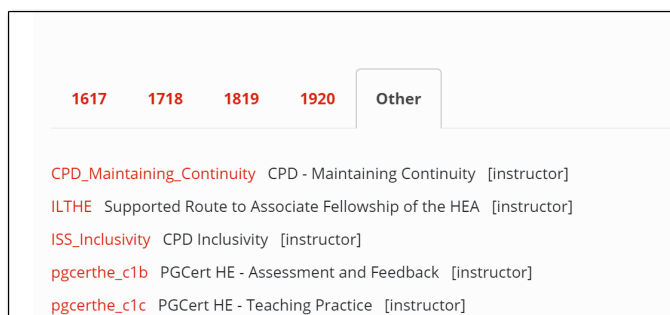 1617 1718 1819 1920 Other
CPD_Maintaining_Continuity CPD - Maintaining Continuity [instructor]
ILTHE Supported Route to Associate Fellowship of the HEA [instructor]
ISS_Inclusivity CPD Inclusivity [instructor]
pgcerthe_c1b PGCert HE - Assessment and Feedback [instructor]
pgcerthe_c1c PGCert HE - Teaching Practice [instructor]